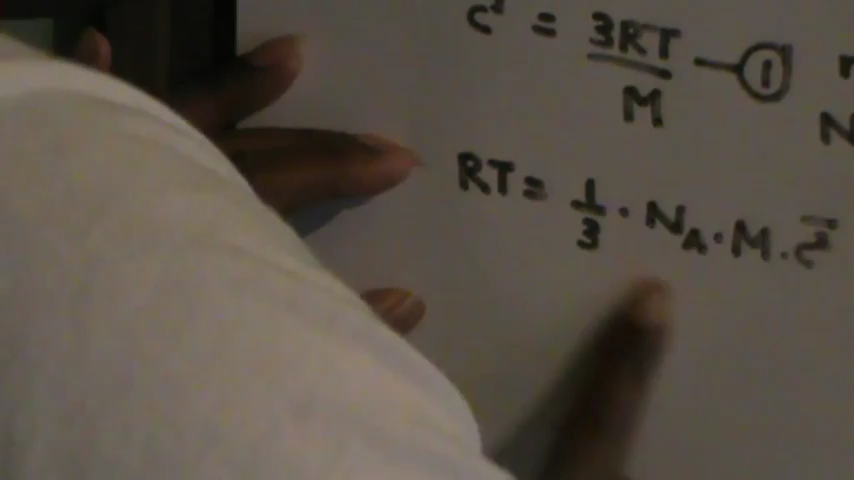 c² = 3RT/M — ①
N
RT = 1/3 · N_A · M · c̅²